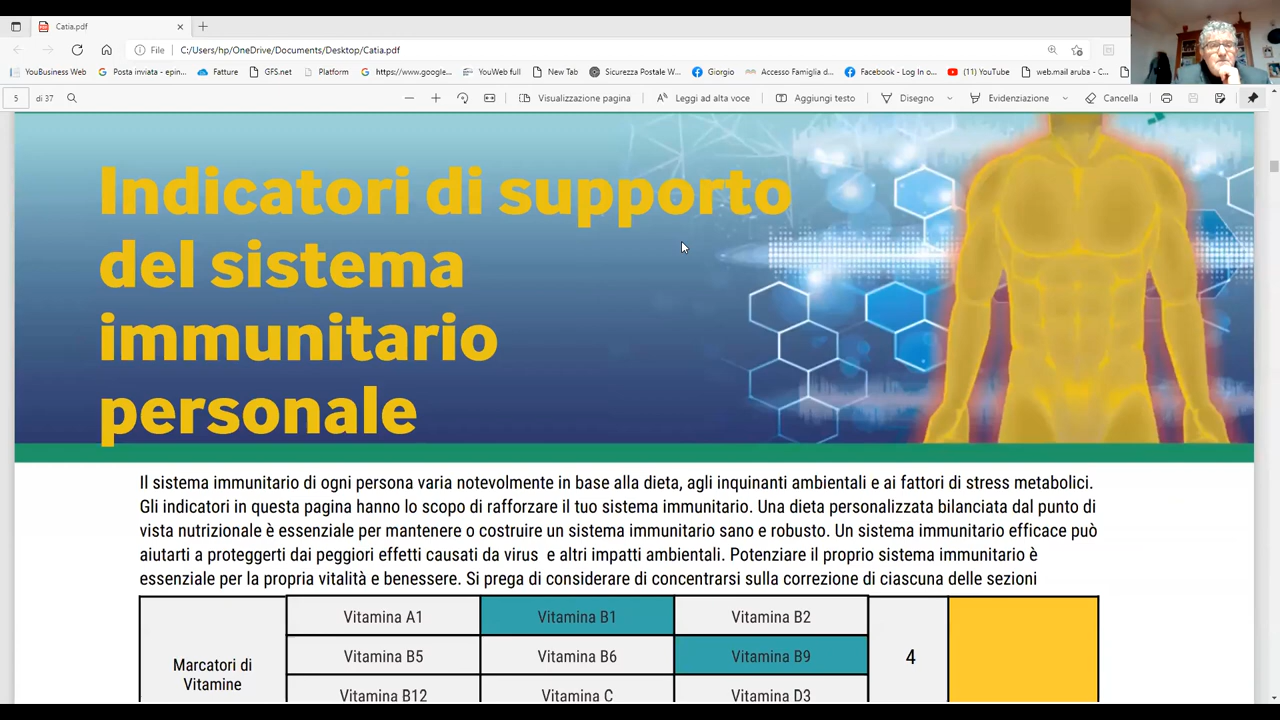 Catia.pdf
File C:/Users/hp/OneDrive/Documents/Desktop/Catia.pdf
YouBusiness Web Posta inviata - epin... Fatture GFS.net Platform https://www.google... YouWeb full New Tab Sicurezza Postale W... Giorgio Accesso Famiglia d... Facebook - Log In o... (11) YouTube web.mail aruba - C...
5 di 37 Visualizzazione pagina Leggi ad alta voce Aggiungi testo Disegno Evidenziazione Cancella
Indicatori di supporto
del sistema
immunitario
personale
Il sistema immunitario di ogni persona varia notevolmente in base alla dieta, agli inquinanti ambientali e ai fattori di stress metabolici.
Gli indicatori in questa pagina hanno lo scopo di rafforzare il tuo sistema immunitario. Una dieta personalizzata bilanciata dal punto di
vista nutrizionale è essenziale per mantenere o costruire un sistema immunitario sano e robusto. Un sistema immunitario efficace può
aiutarti a proteggerti dai peggiori effetti causati da virus e altri impatti ambientali. Potenziare il proprio sistema immunitario è
essenziale per la propria vitalità e benessere. Si prega di considerare di concentrarsi sulla correzione di ciascuna delle sezioni
Vitamina A1 Vitamina B1 Vitamina B2
Marcatori di
Vitamine
Vitamina B5 Vitamina B6 Vitamina B9 4
Vitamina B12 Vitamina C Vitamina D3